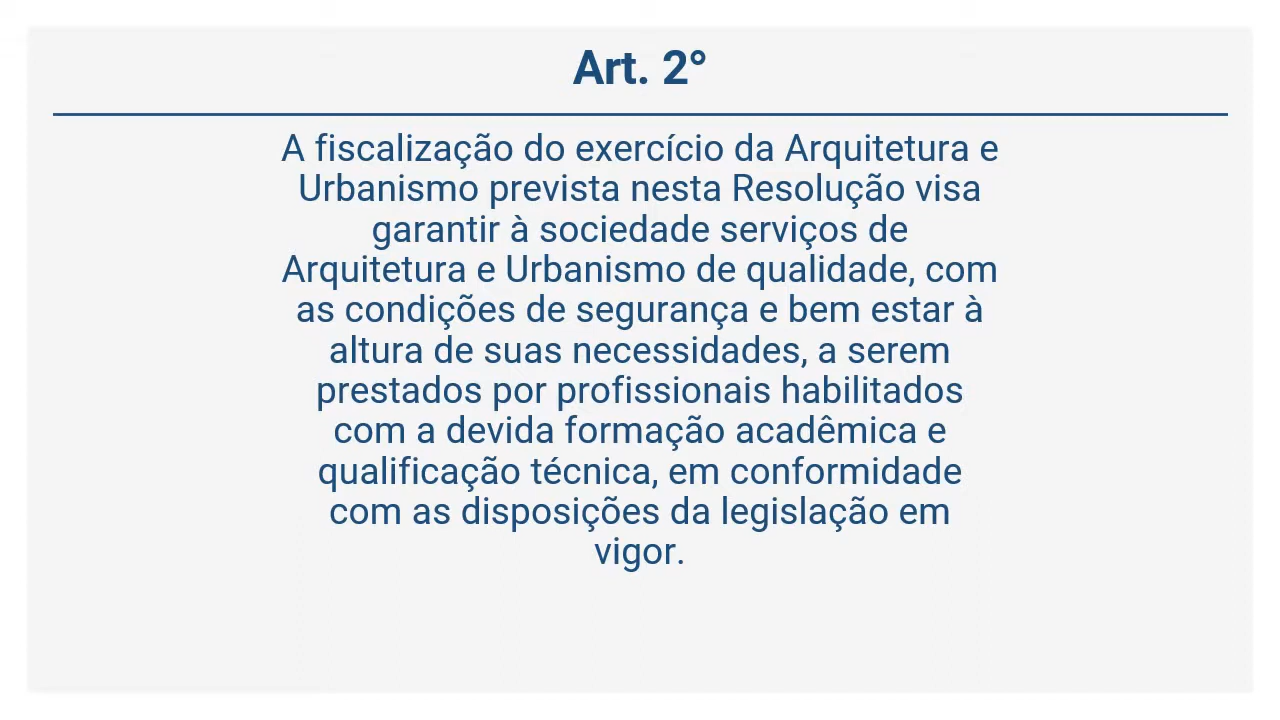 Art. 2°
A fiscalização do exercício da Arquitetura e
Urbanismo prevista nesta Resolução visa
garantir à sociedade serviços de
Arquitetura e Urbanismo de qualidade, com
as condições de segurança e bem estar à
altura de suas necessidades, a serem
prestados por profissionais habilitados
com a devida formação acadêmica e
qualificação técnica, em conformidade
com as disposições da legislação em
vigor.